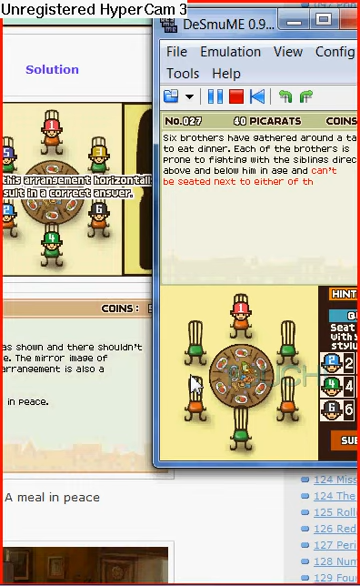 Unregistered HyperCam 3
Solution
this arrangement horizontall
sult in a correct answer.
COINS:
as shown and there shouldn't
e. The mirror image of
arrangement is also a
in peace.
A meal in peace
DeSmuME 0.9...
File Emulation View Config
Tools Help
No.027 40 PICARATS COINS
Six brothers have gathered around a ta
to eat dinner. Each of the brothers is
prone to fighting with the siblings direc
above and below him in age and can't
be seated next to either of th
HINT
Seat
with
stylu
2
4
6
SUB
124 Miss
124 The
125 Roll
126 Red
127 Peri
128 Num
129 Four